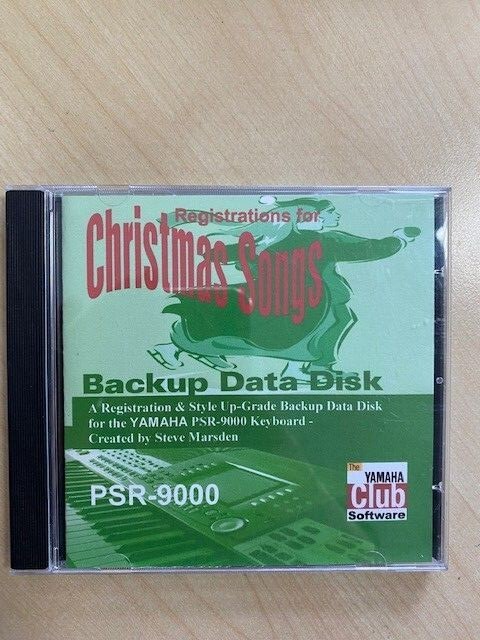 Registrations for
Christmas Songs
Backup Data Disk
A Registration & Style Up-Grade Backup Data Disk
for the YAMAHA PSR-9000 Keyboard -
Created by Steve Marsden
PSR-9000
The
YAMAHA
Club
Software